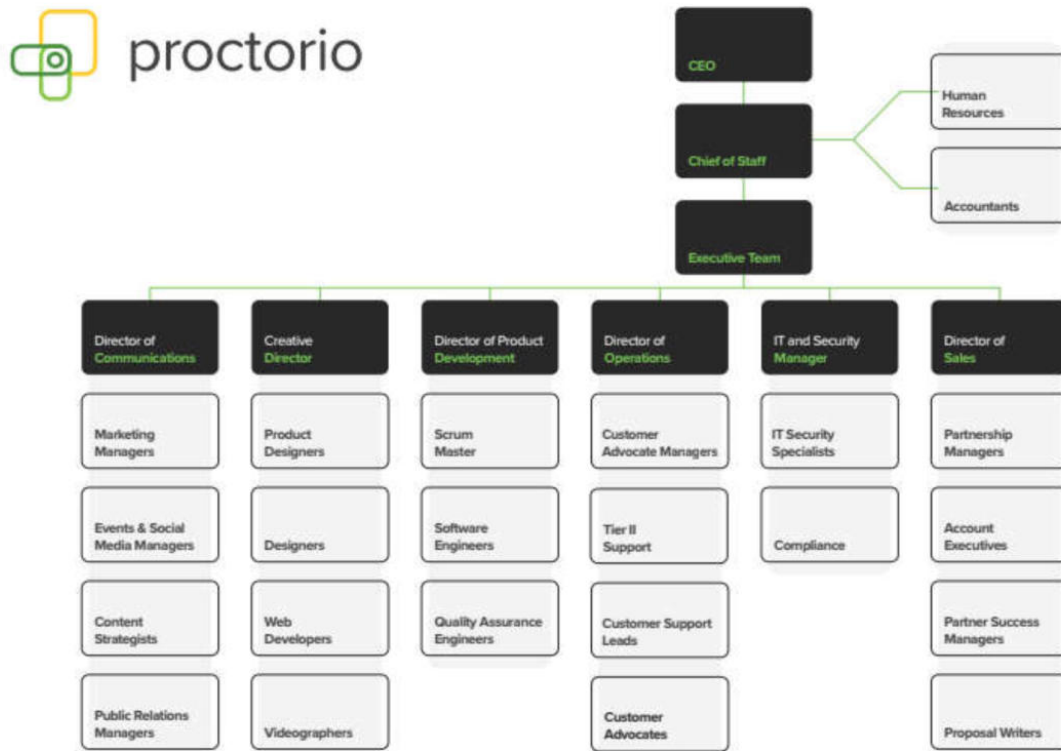 proctorio
CEO
Chief of Staff
Human
Resources
Accountants
Executive Team
Director of
Communications
Marketing
Managers
Events & Social
Media Managers
Content
Strategists
Public Relations
Managers
Creative
Director
Product
Designers
Designers
Web
Developers
Videographers
Director of Product
Development
Scrum
Master
Software
Engineers
Quality Assurance
Engineers
Director of
Operations
Customer
Advocate Managers
Tier II
Support
Customer Support
Leads
Customer
Advocates
IT and Security
Manager
IT Security
Specialists
Compliance
Director of
Sales
Partnership
Managers
Account
Executives
Partner Success
Managers
Proposal Writers